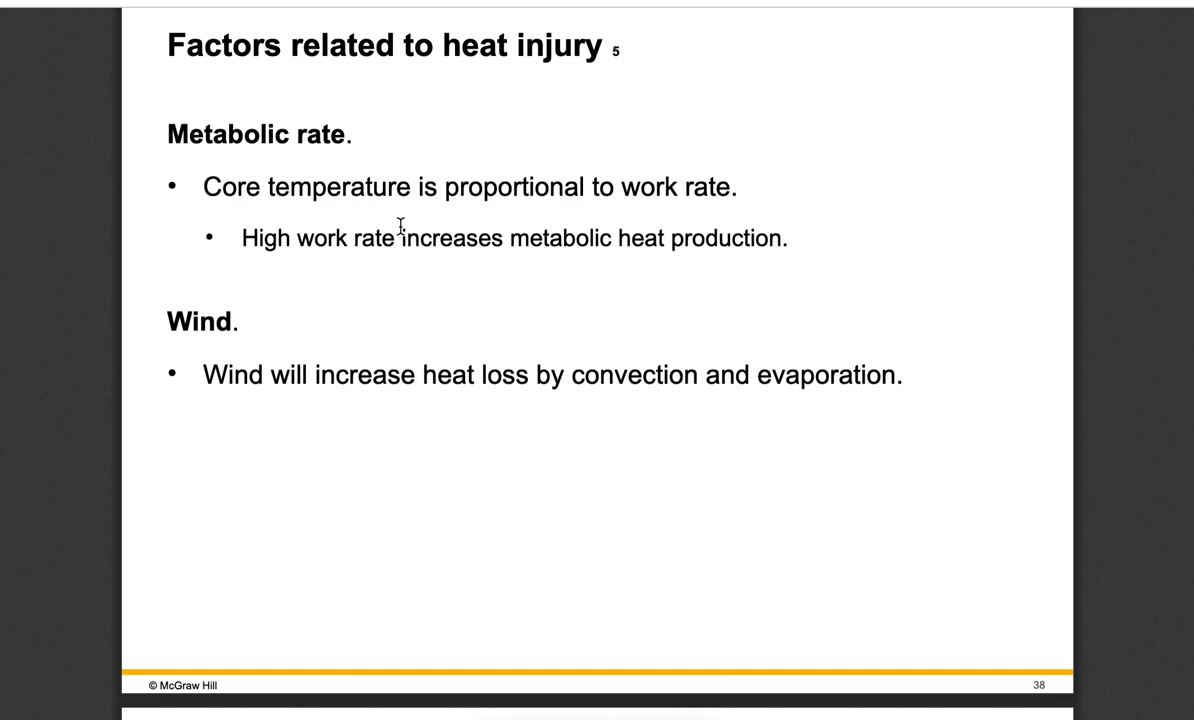 Factors related to heat injury 5
Metabolic rate.
• Core temperature is proportional to work rate.
• High work rate increases metabolic heat production.
Wind.
• Wind will increase heat loss by convection and evaporation.
© McGraw Hill
38